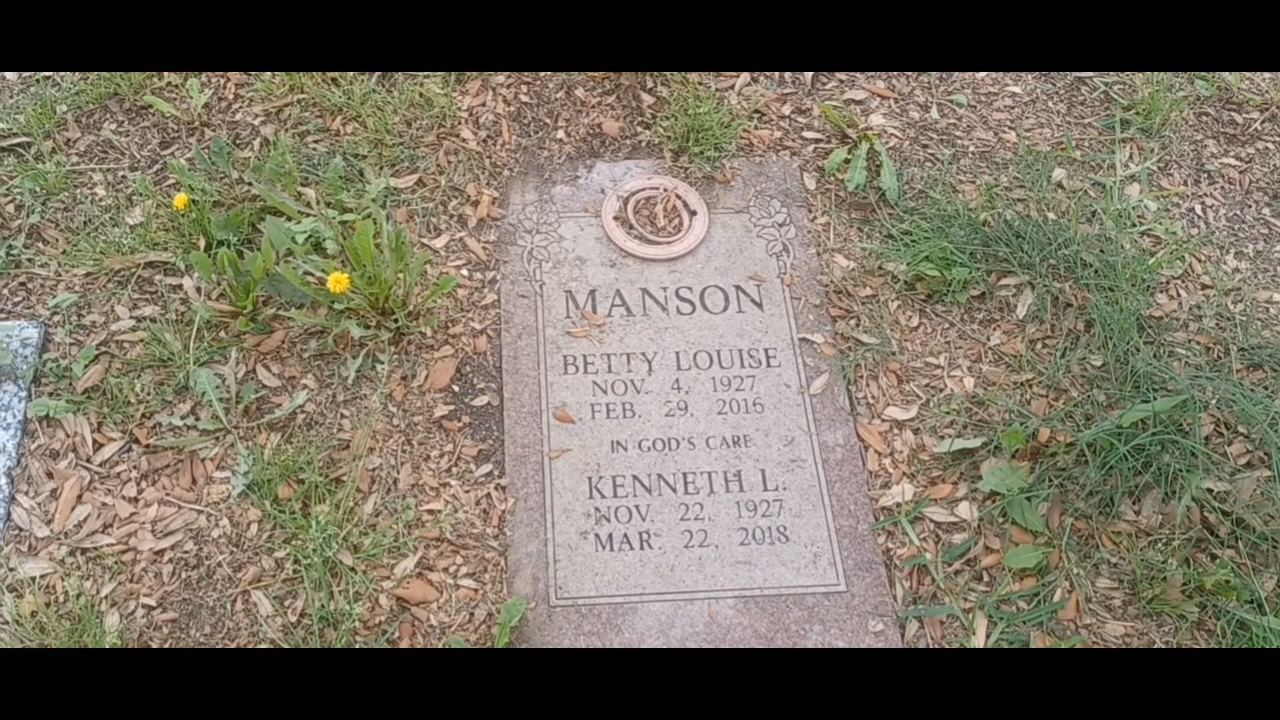 MANSON
BETTY LOUISE
NOV. 4, 1927
FEB. 29, 2016
IN GOD'S CARE
KENNETH L.
NOV. 22, 1927
MAR. 22, 2018